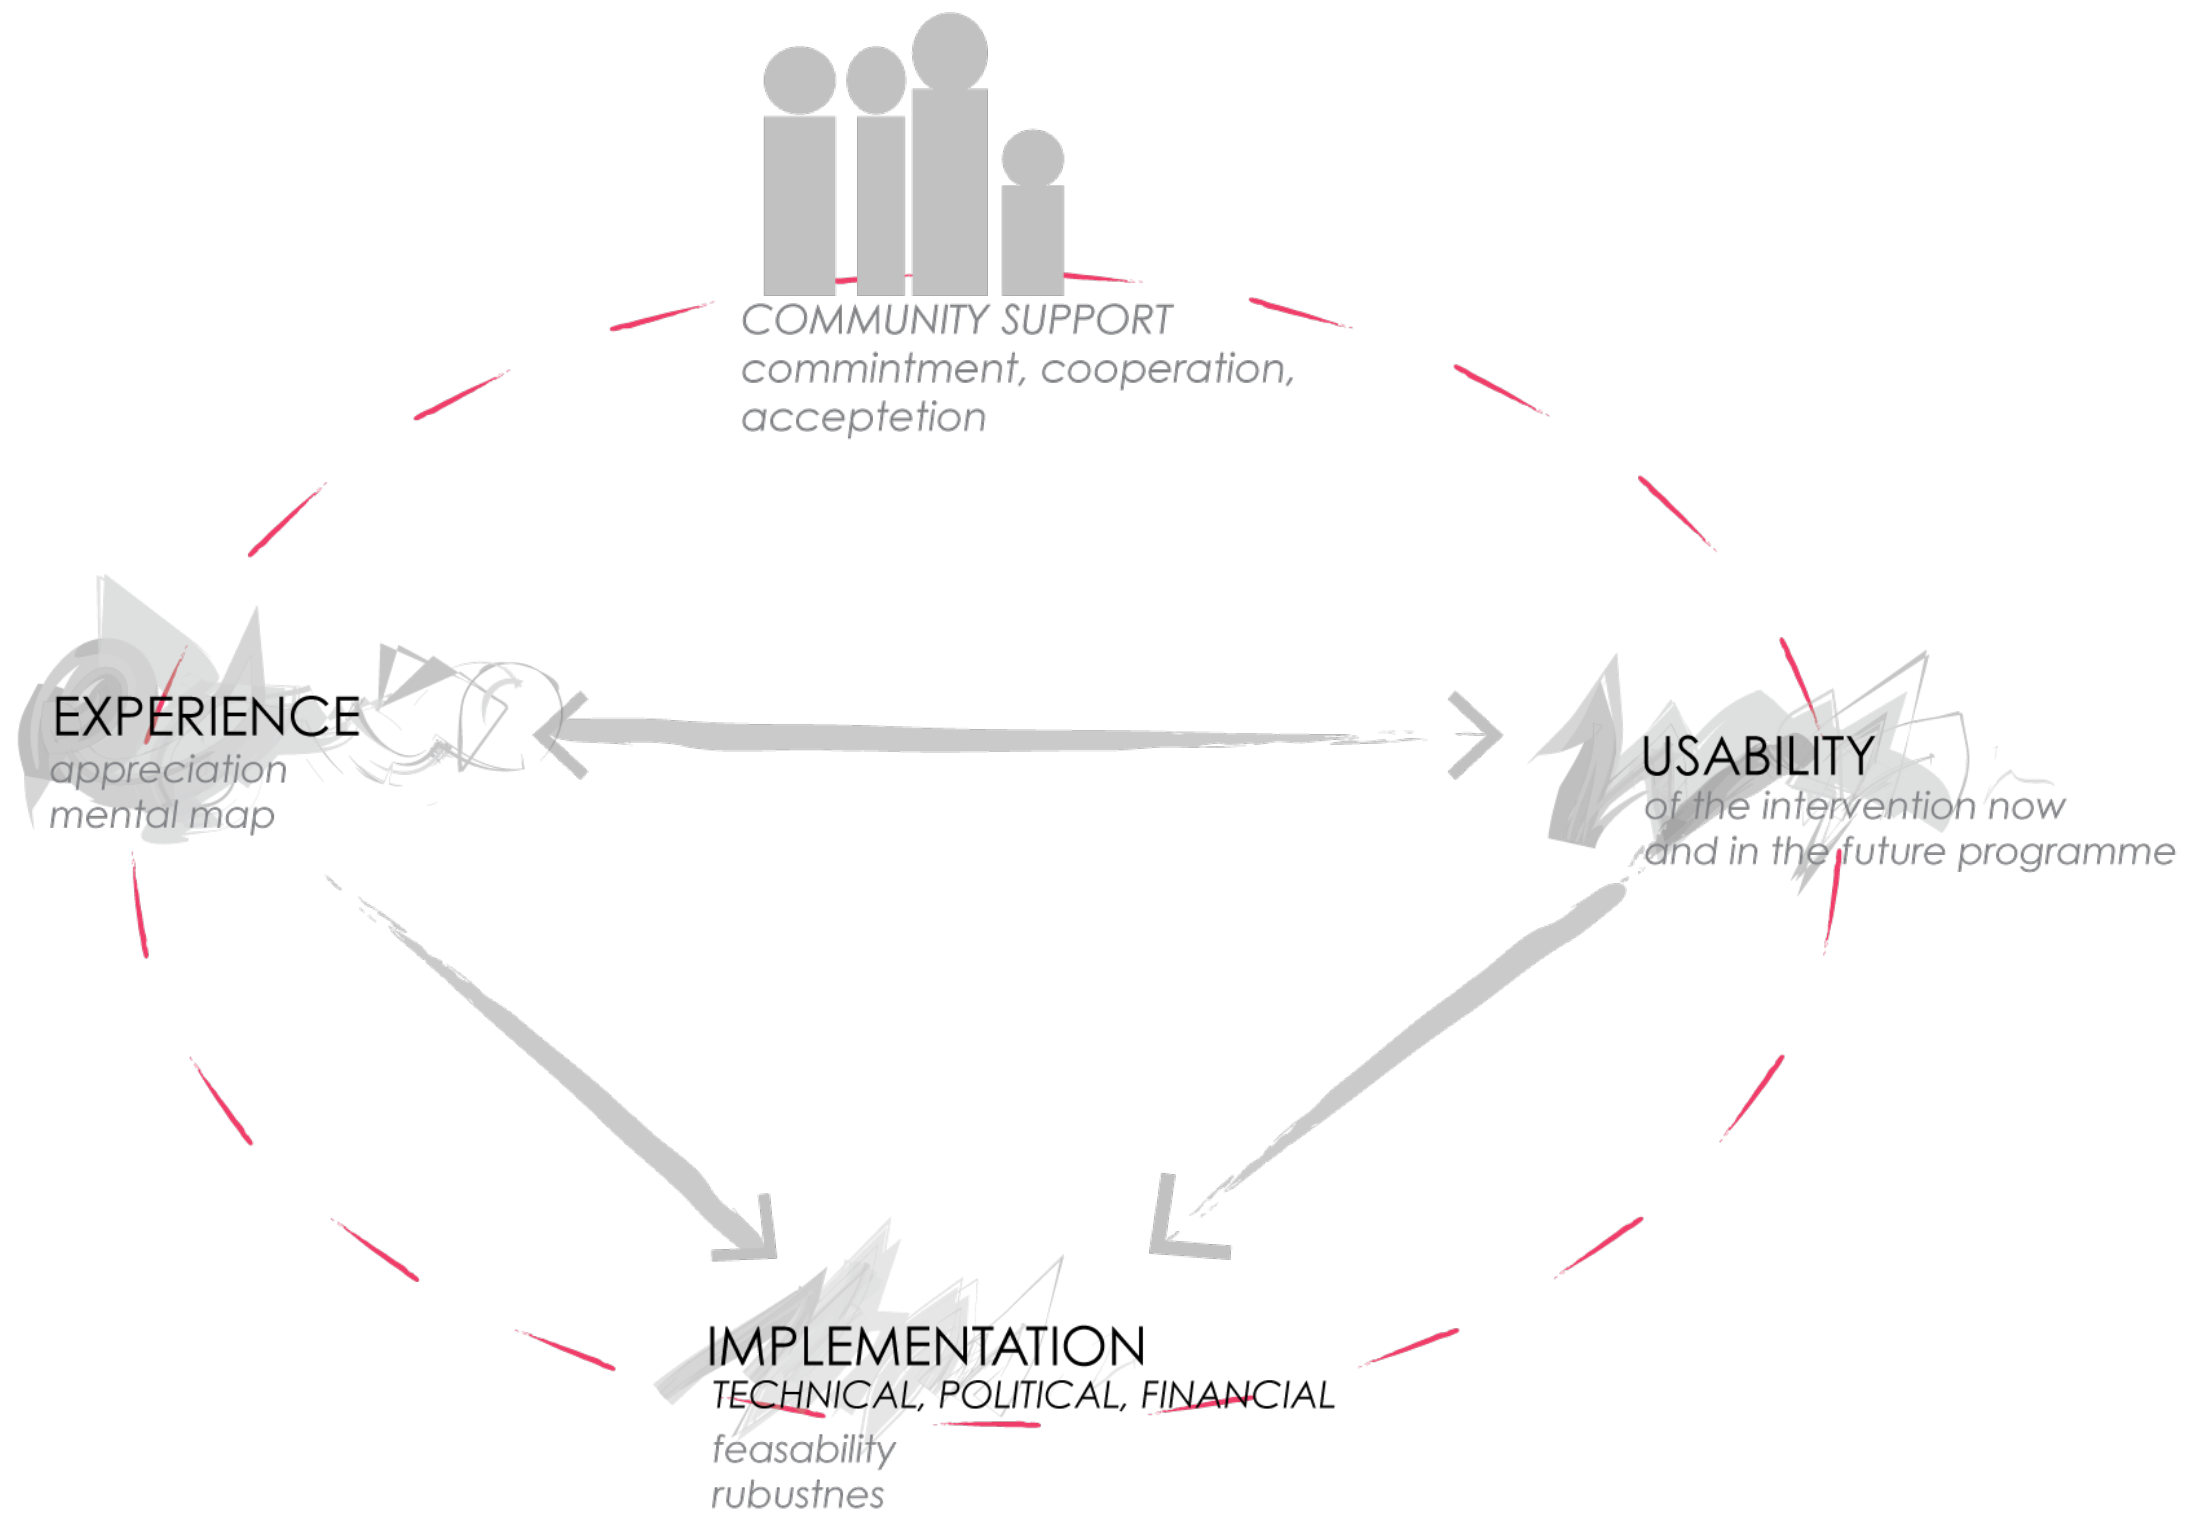 COMMUNITY SUPPORT
commintment, cooperation,
acceptetion
EXPERIENCE
appreciation
mental map
USABILITY
of the intervention now
and in the future programme
IMPLEMENTATION
TECHNICAL, POLITICAL, FINANCIAL
feasability
rubustnes